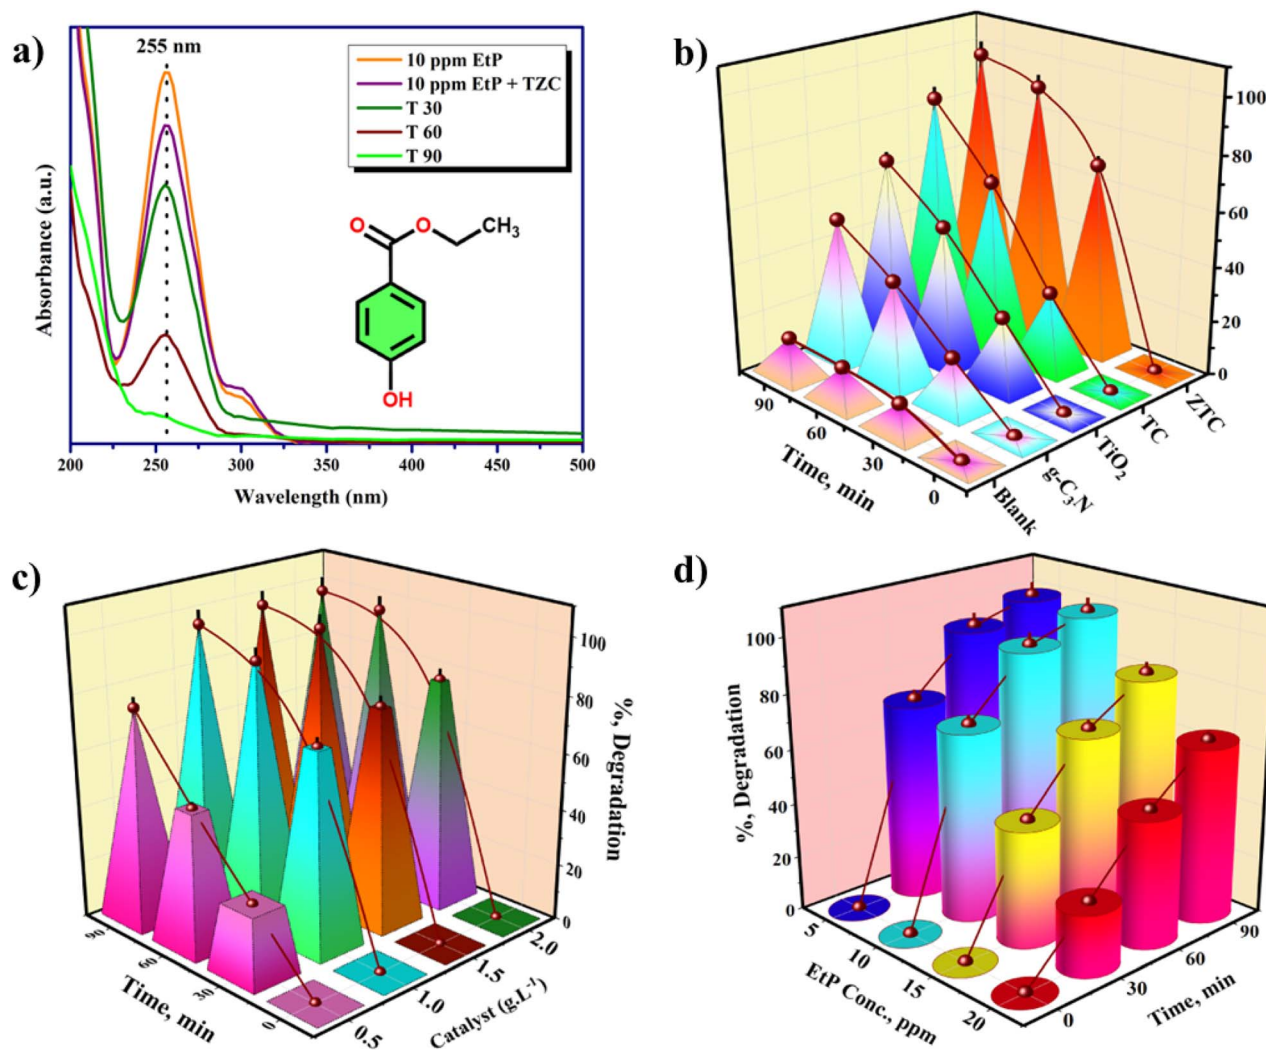 a)
255 nm
10 ppm EtP
10 ppm EtP + TZC
T 30
T 60
T 90
O
O
CH3
OH
Absorbance (a.u.)
200 250 300 350 400 450 500
Wavelength (nm)
b)
100
80
60
40
20
0
90
60
30
0
Time, min
Blank
g-C3N
TiO2
TC
ZTC
c)
100
80
60
40
20
0
%, Degradation
90
60
30
0
Time, min
0.5
1.0
1.5
2.0
Catalyst (g.L-1)
d)
100
80
60
40
20
0
%, Degradation
5
10
15
20
EtP Conc., ppm
0
30
60
90
Time, min